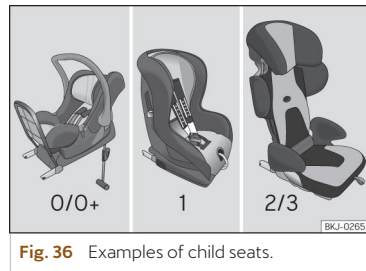 0/0+ 1 2/3
BKJ-0265
Fig. 36 Examples of child seats.